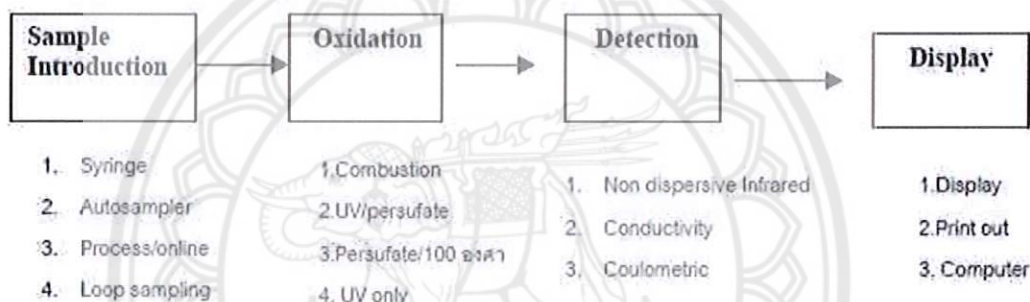 Sample
Introduction
Oxidation
Detection
Display
1. Syringe
2. Autosampler
3. Process/online
4. Loop sampling
1.Combustion
2.UV/persufate
3.Persufate/100 องศา
4. UV only
1. Non dispersive Infrared
2. Conductivity
3. Coulometric
1.Display
2.Print out
3. Computer